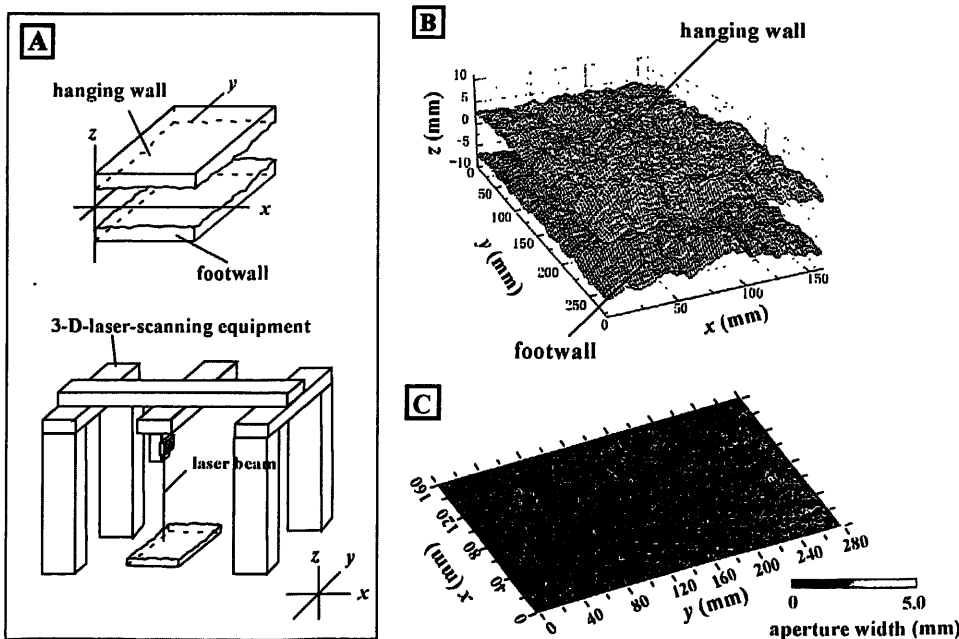 A
hanging wall
y
z
x
footwall
3-D-laser-scanning equipment
laser beam
z
y
x
B
hanging wall
10
5
0
-5
-10
z (mm)
0
50
100
150
200
250
y (mm)
0
50
100
150
x (mm)
footwall
C
160
120
80
40
0
x (mm)
0
40
80
120
160
200
240
280
y (mm)
0 5.0
aperture width (mm)